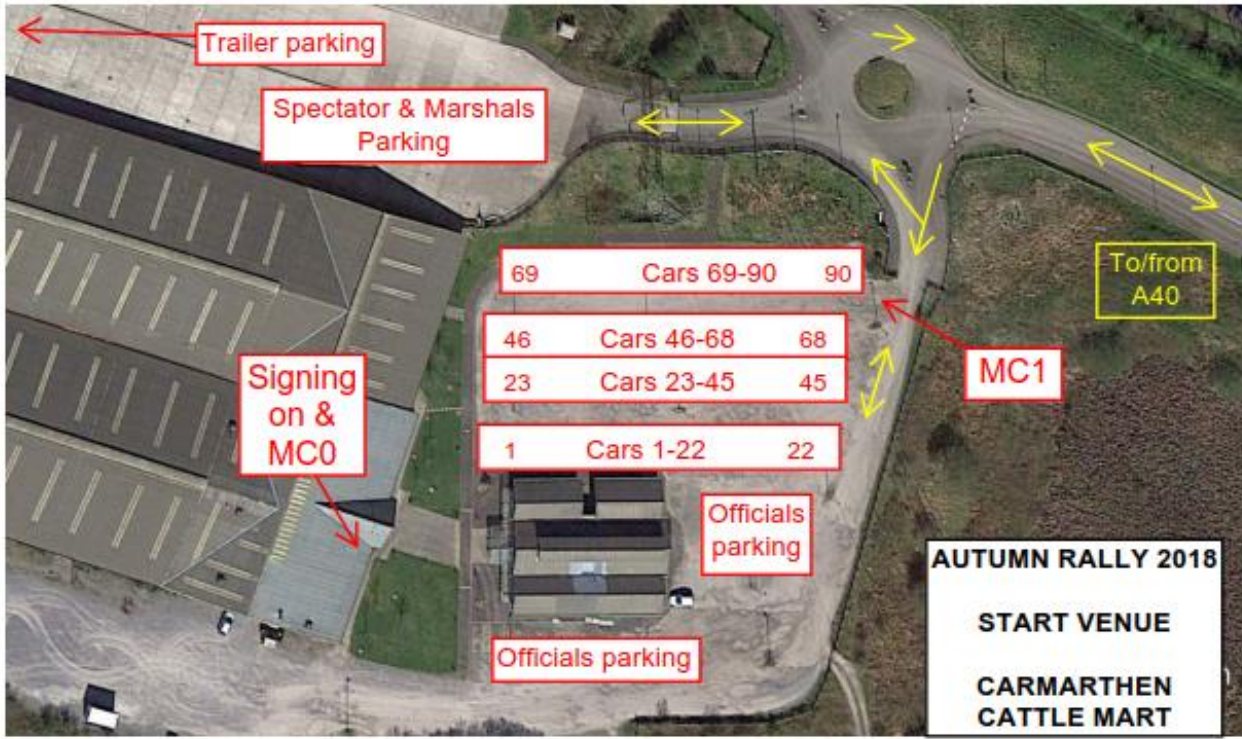 Trailer parking
Spectator & Marshals
Parking
To/from
A40
69 Cars 69-90 90
46 Cars 46-68 68
23 Cars 23-45 45
MC1
Signing
on &
MC0
1 Cars 1-22 22
Officials
parking
Officials parking
AUTUMN RALLY 2018
START VENUE
CARMARTHEN
CATTLE MART